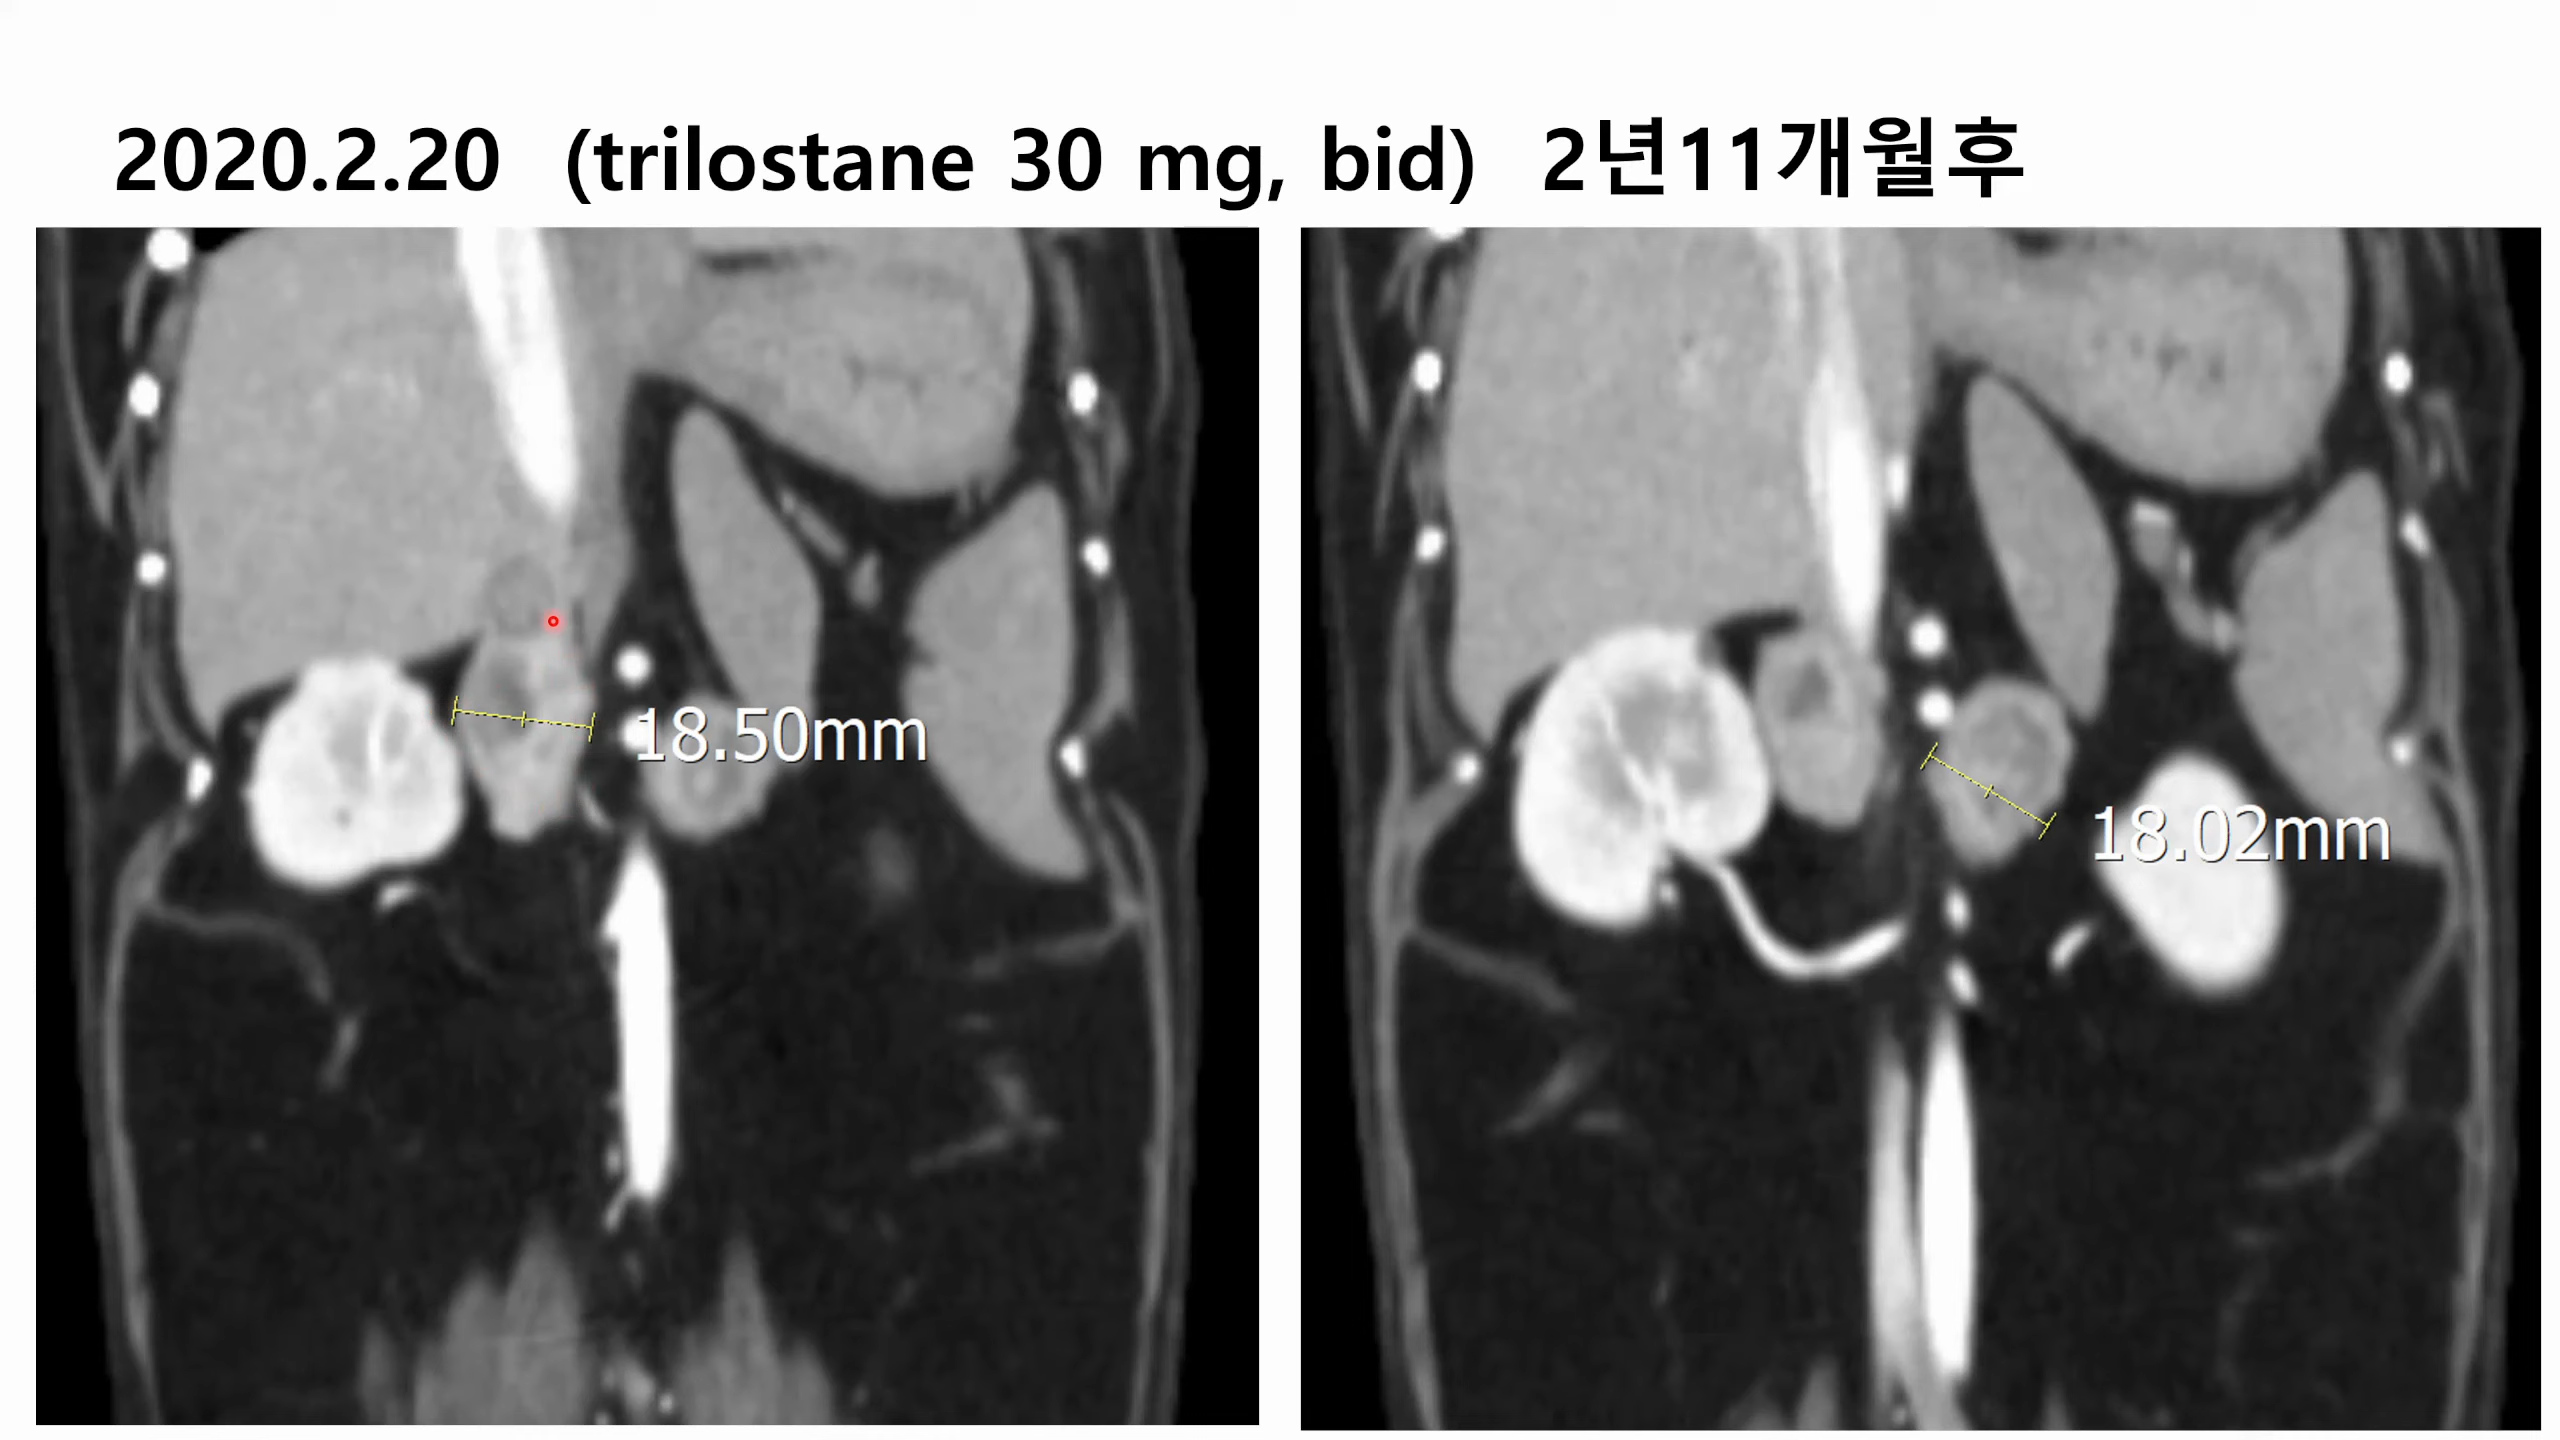 2020.2.20 (trilostane 30 mg, bid) 2년11개월후
18.50mm
18.02mm